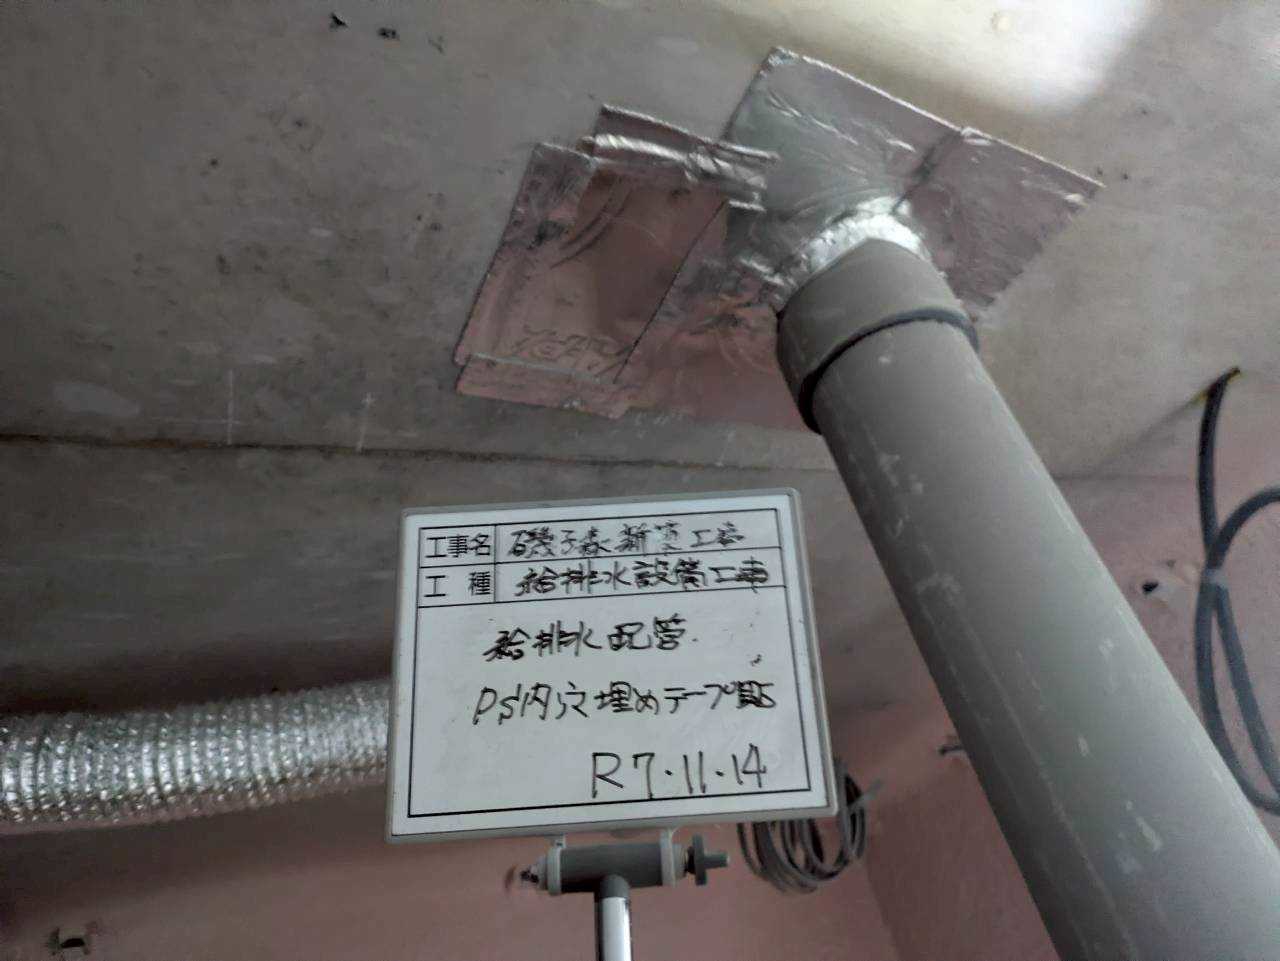 工事名 磯子森新築工事
工種 給排水設備工事
給排水配管
PS内穴埋めテープ貼
R7.11.14